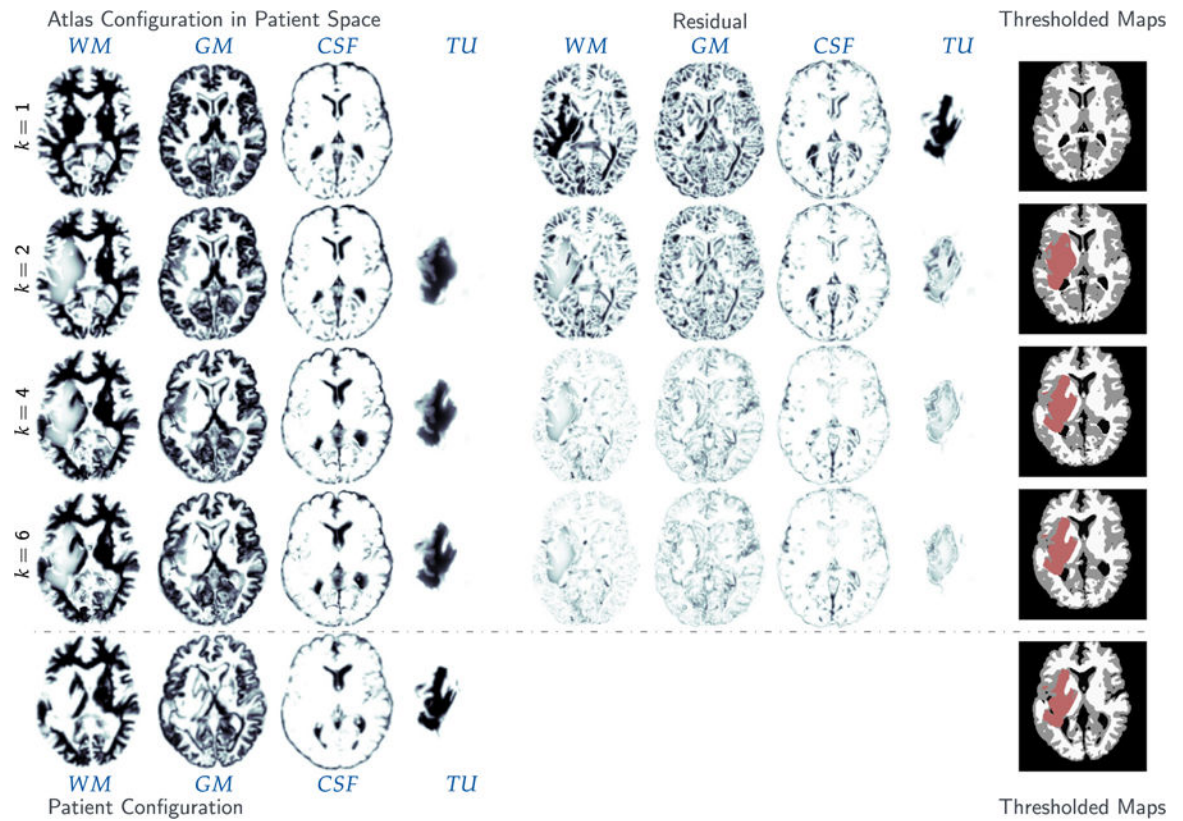 Atlas Configuration in Patient Space Residual Thresholded Maps
WM GM CSF TU WM GM CSF TU
k = 1
k = 2
k = 4
k = 6
WM GM CSF TU
Patient Configuration Thresholded Maps